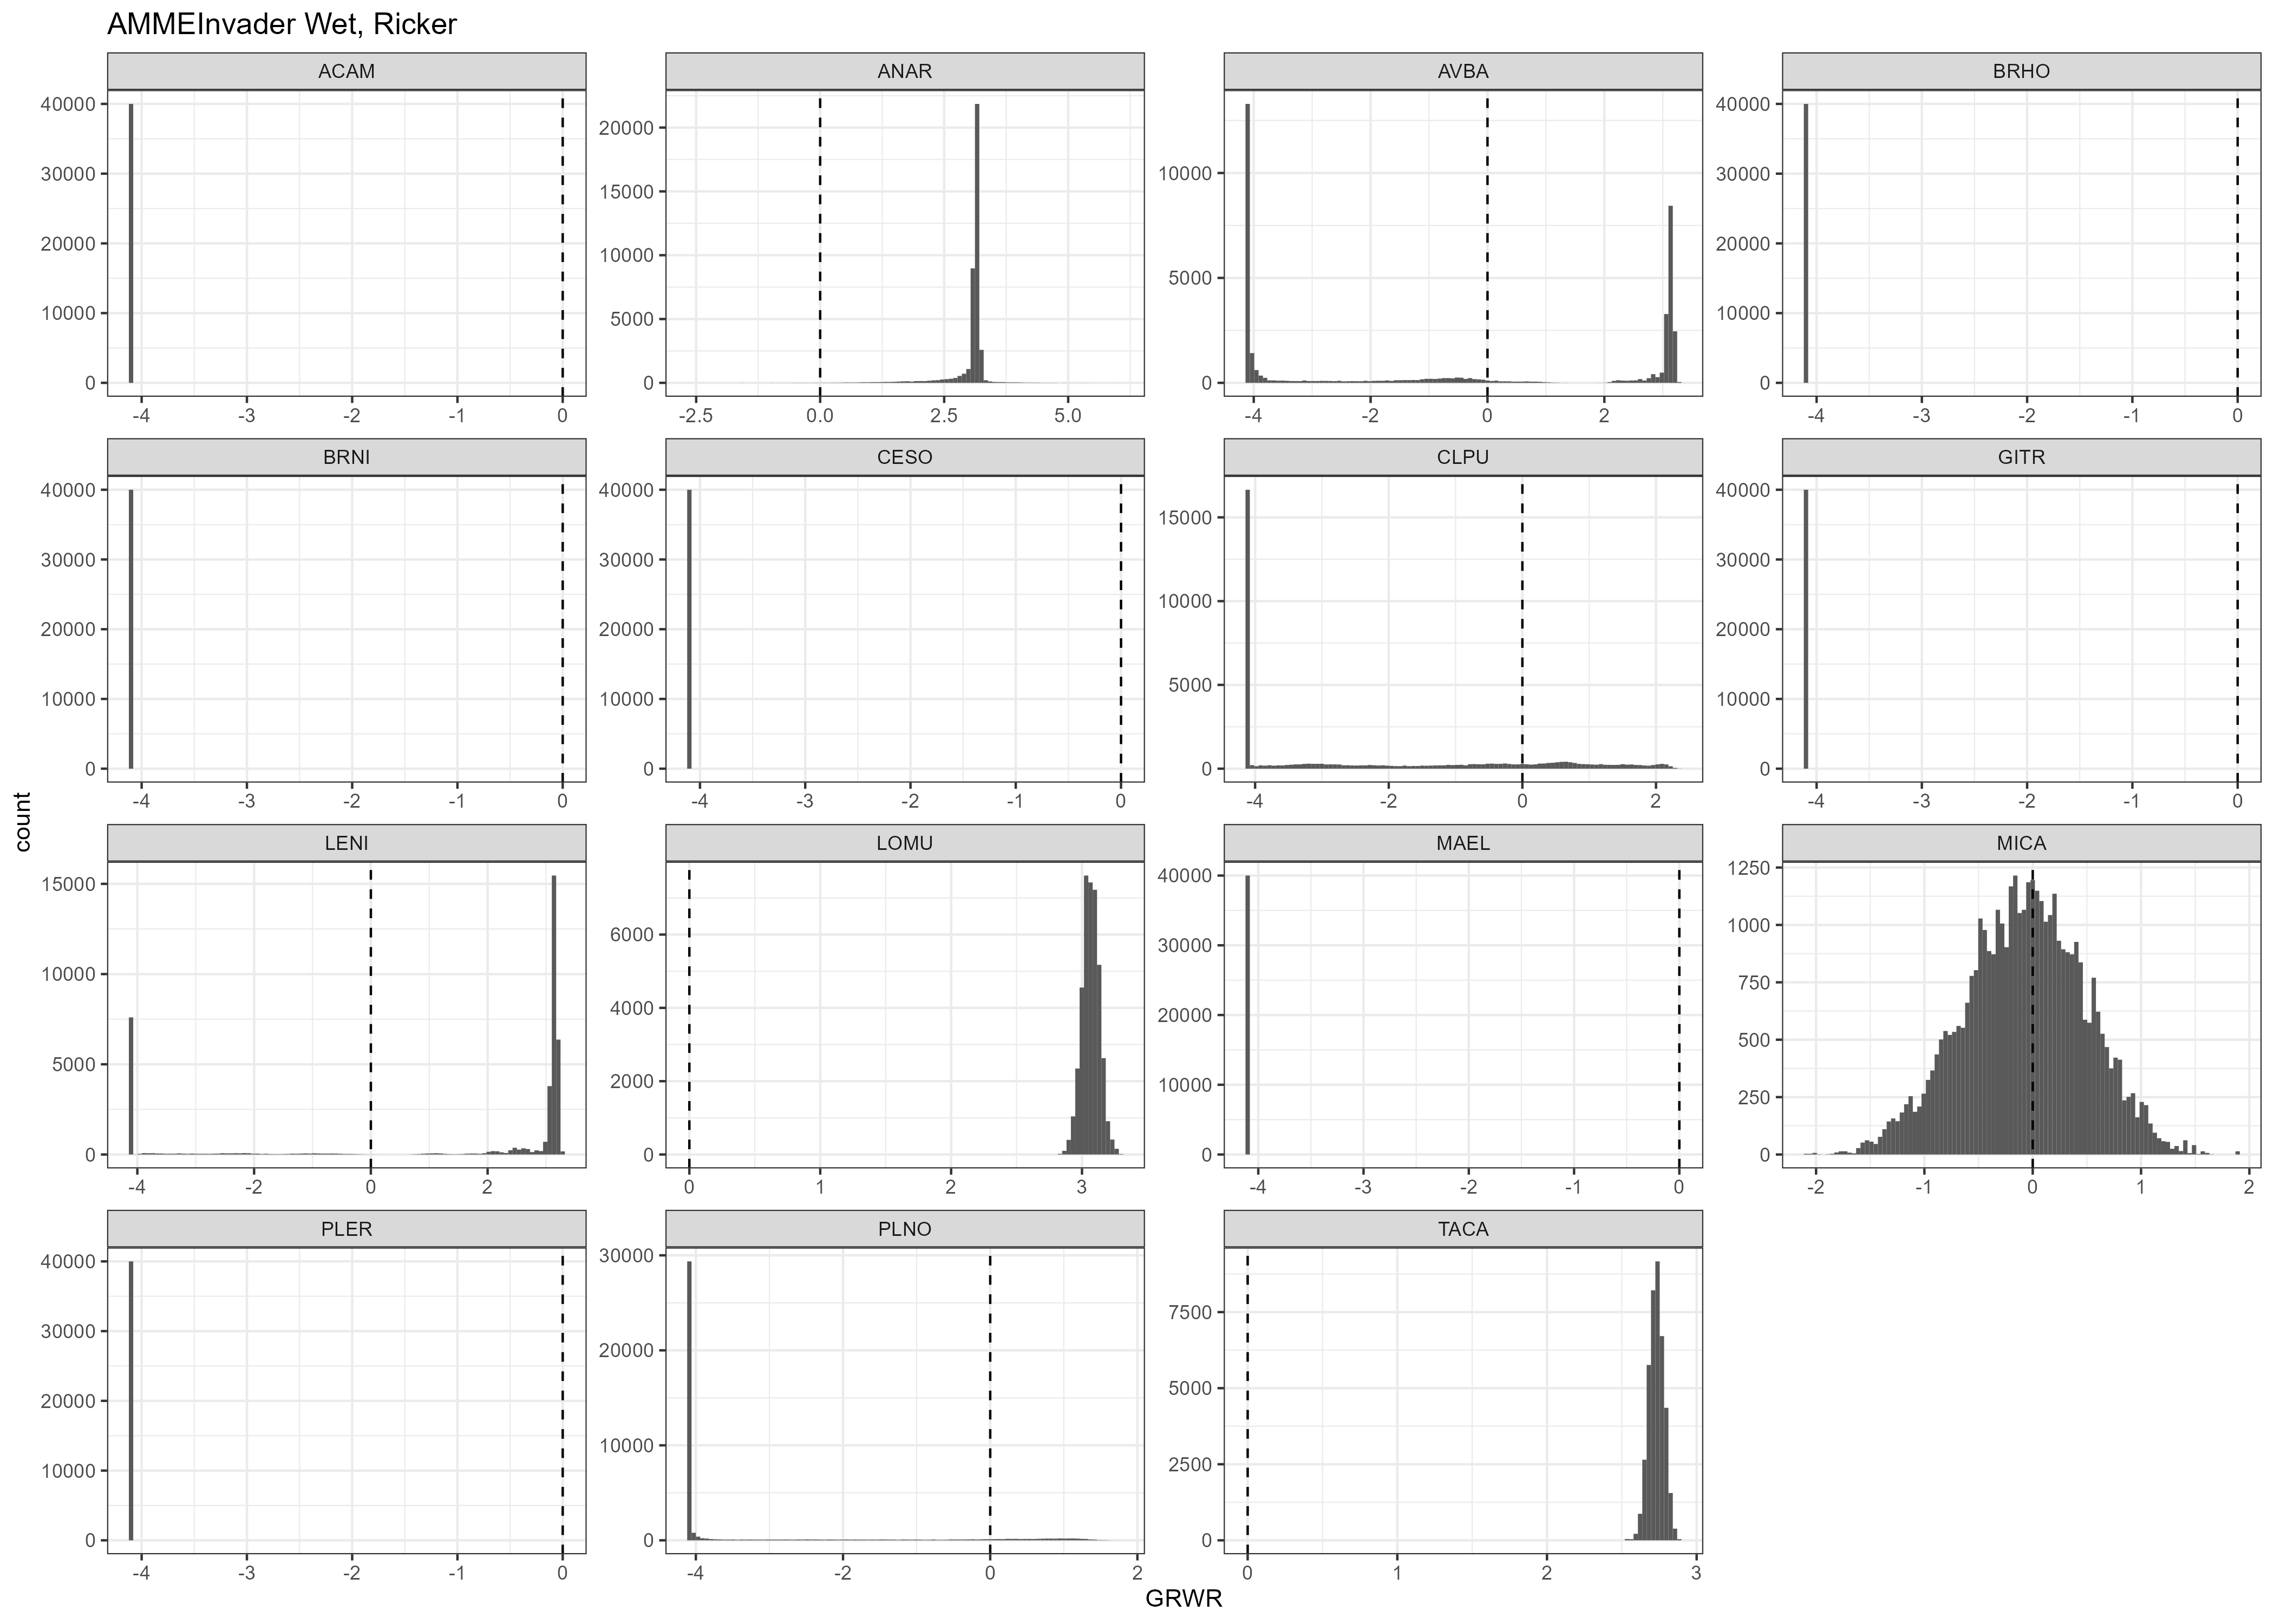 AMMEInvader Wet, Ricker
ACAM
ANAR
AVBA
BRHO
40000
30000
20000
10000
0
-4 -3 -2 -1 0
20000
15000
10000
5000
0
-2.5 0.0 2.5 5.0
10000
5000
0
-4 -2 0 2
40000
30000
20000
10000
0
-4 -3 -2 -1 0
BRNI
CESO
CLPU
GITR
40000
30000
20000
10000
0
-4 -3 -2 -1 0
40000
30000
20000
10000
0
-4 -3 -2 -1 0
15000
10000
5000
0
-4 -2 0 2
40000
30000
20000
10000
0
-4 -3 -2 -1 0
count
LENI
LOMU
MAEL
MICA
15000
10000
5000
0
-4 -2 0 2
6000
4000
2000
0
0 1 2 3
40000
30000
20000
10000
0
-4 -3 -2 -1 0
1250
1000
750
500
250
0
-2 -1 0 1 2
PLER
PLNO
TACA
40000
30000
20000
10000
0
-4 -3 -2 -1 0
30000
20000
10000
0
-4 -2 0 2
7500
5000
2500
0
0 1 2 3
GRWR